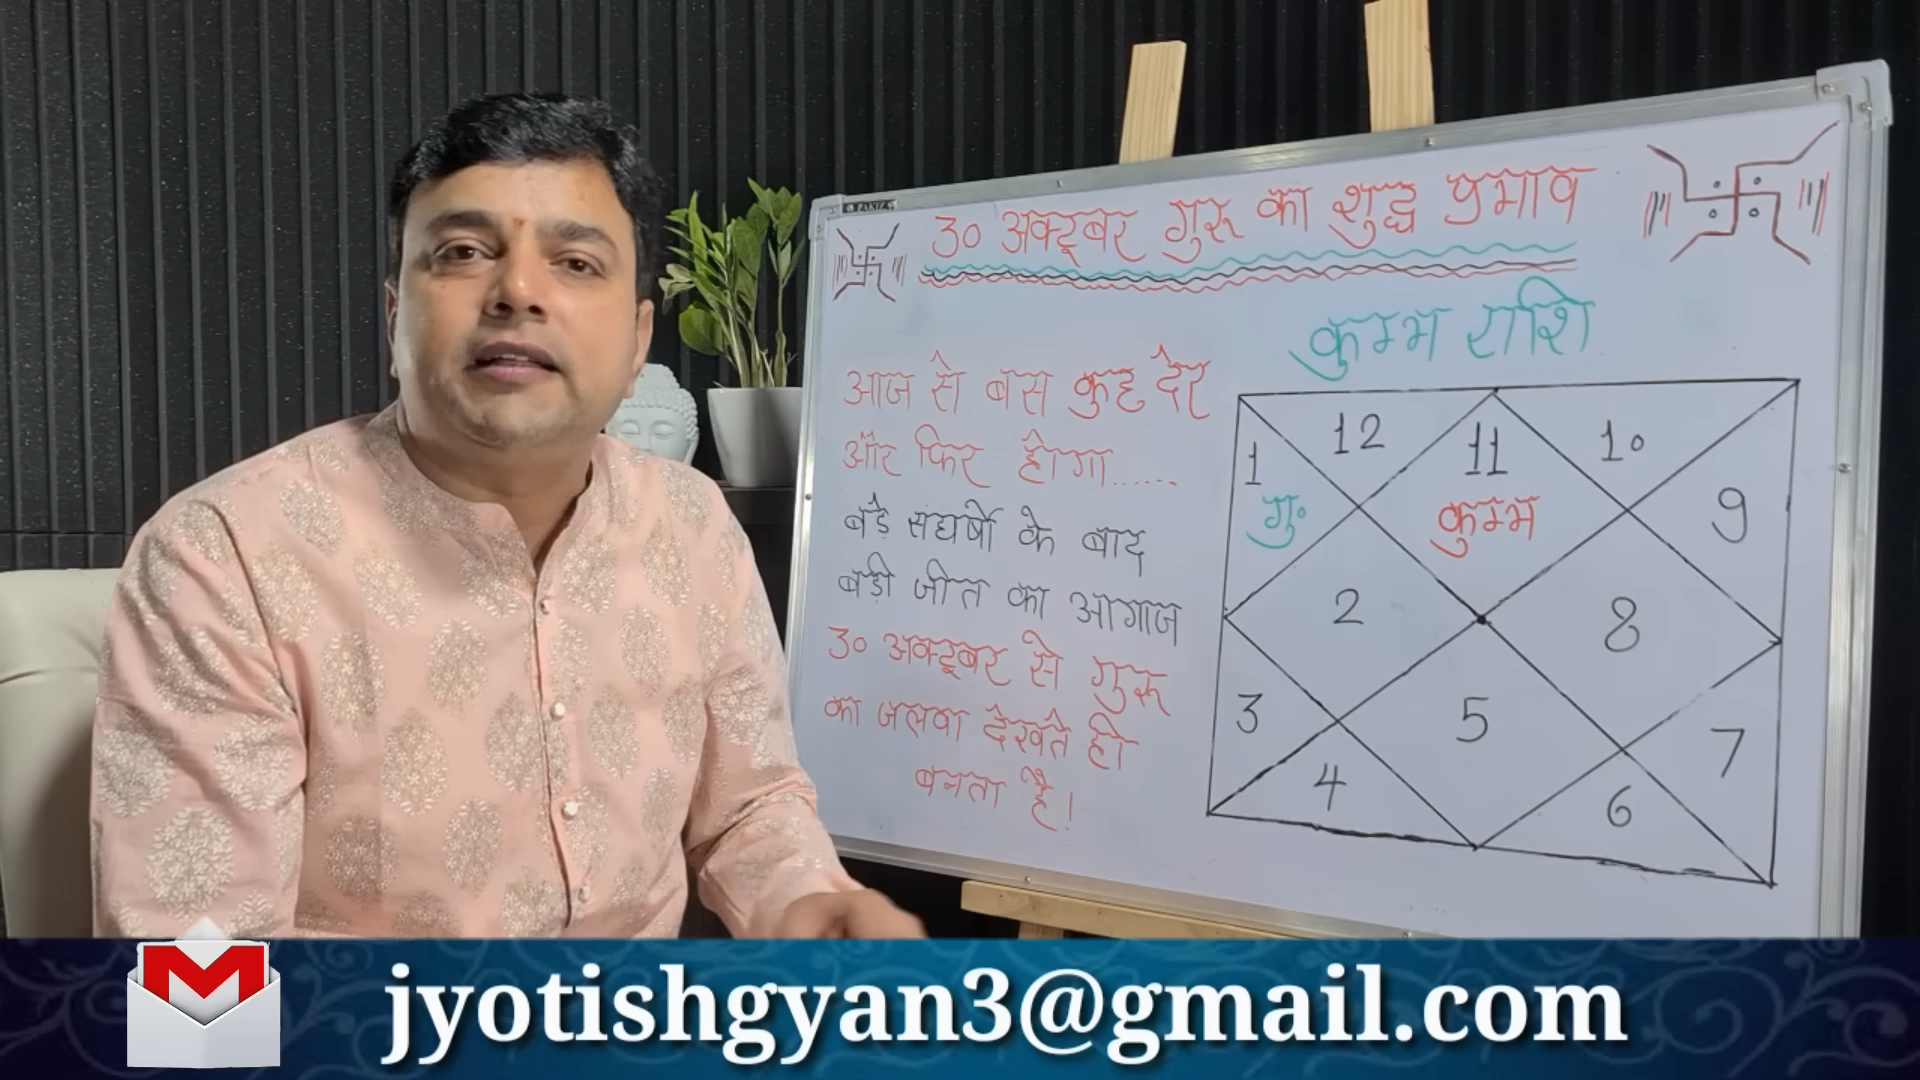 30 अक्टूबर गुरू का शुद्ध प्रभाव
कुम्भ राशि
आज से बस कुछ देर
और फिर होगा......
बड़े संघर्षो के बाद
बड़ी जीत का आगाज
30 अक्टूबर से गुरू
का जलवा देखते ही
बनता है।
12
11
10
1
गु॰
कुम्भ
9
2
8
3
5
7
4
6
jyotishgyan3@gmail.com